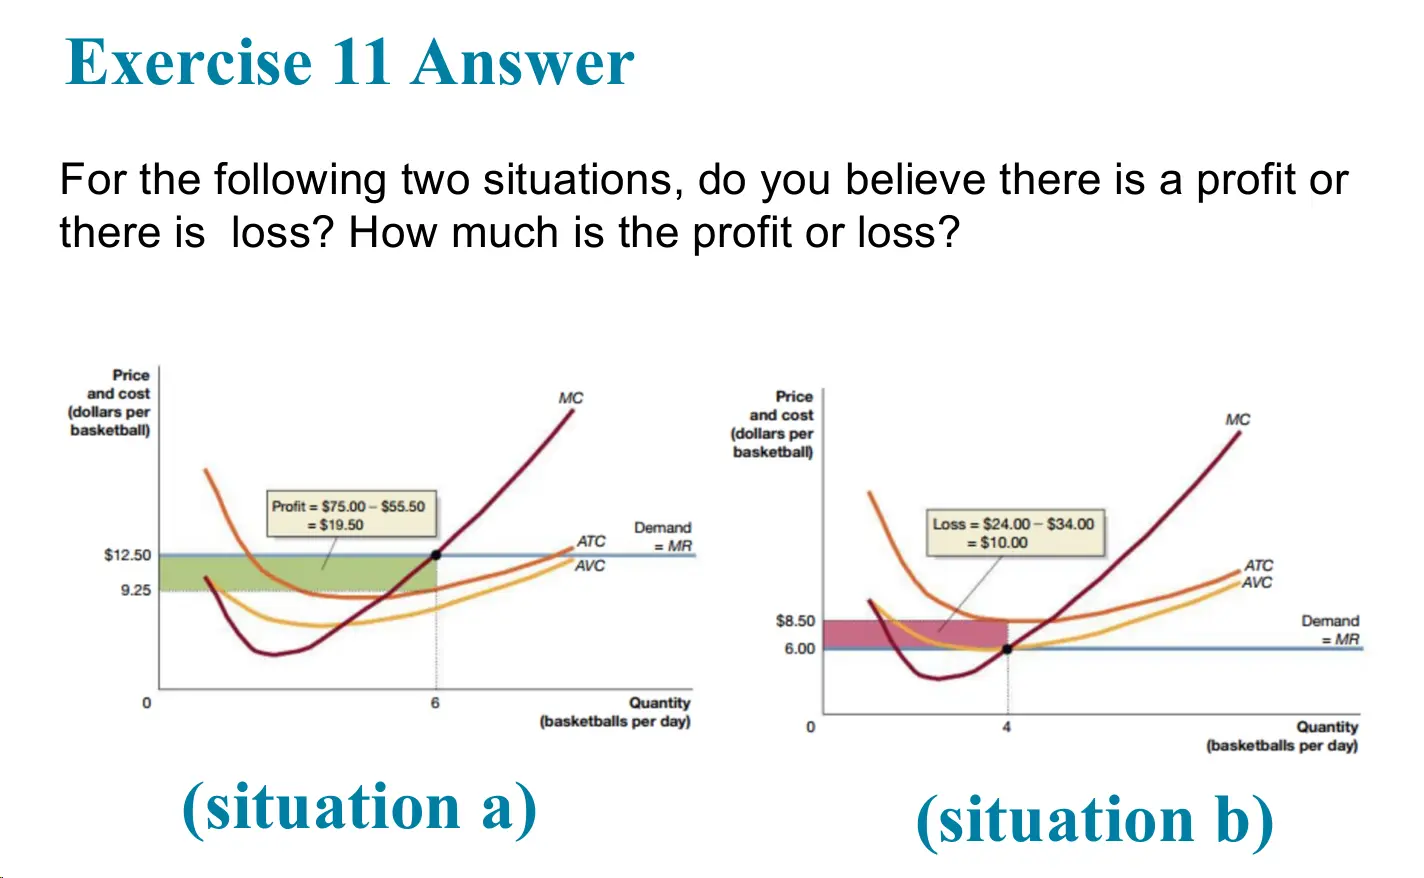 Exercise 11 Answer
For the following two situations, do you believe there is a profit or
there is loss? How much is the profit or loss?
Price
and cost
(dollars per
basketball)
MC
Profit = $75.00 – $55.50
= $19.50
Demand
= MR
$12.50
ATC
AVC
9.25
0
6
Quantity
(basketballs per day)
(situation a)
Price
and cost
(dollars per
basketball)
MC
Loss = $24.00 – $34.00
= $10.00
ATC
AVC
$8.50
Demand
= MR
6.00
0
4
Quantity
(basketballs per day)
(situation b)